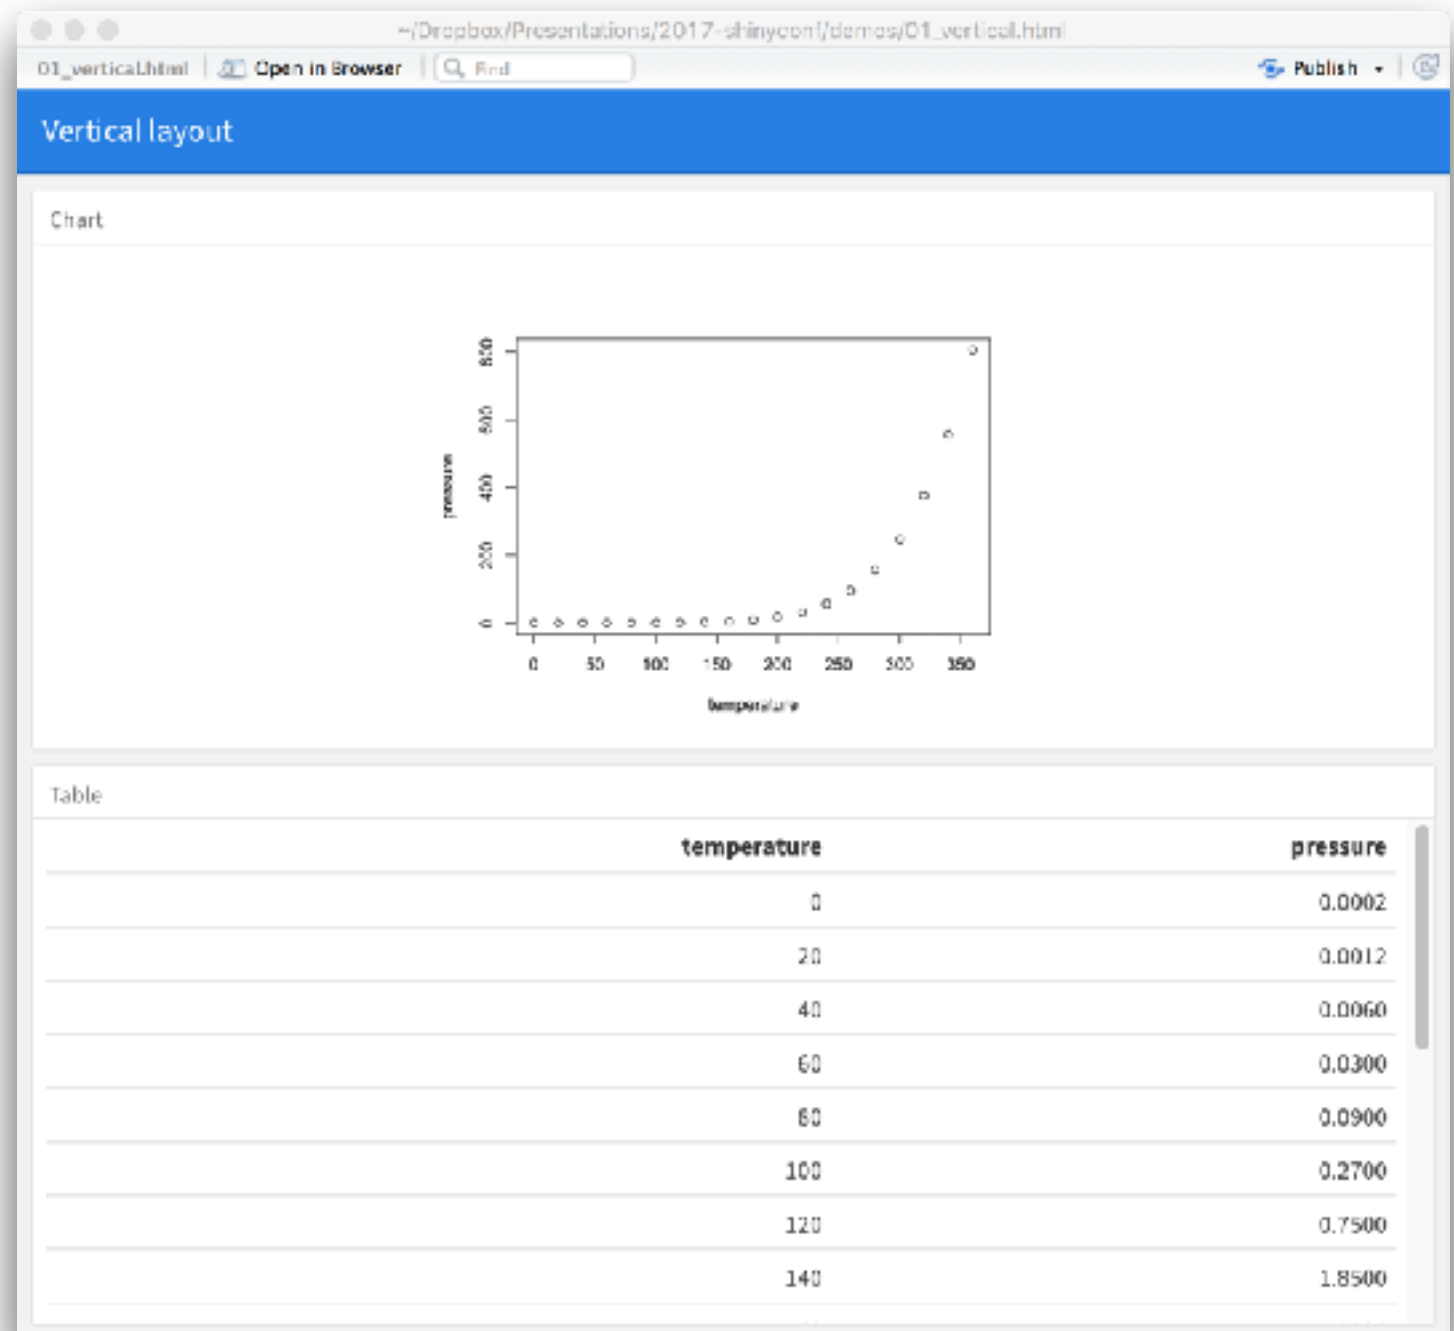 ~/Dropbox/Presentations/2017-shinyconf/demos/01_vertical.html
01_vertical.html Open in Browser Find Publish
Vertical layout
Chart
800
600
400
200
0
pressure
0 50 100 150 200 250 300 350
temperature
Table
temperature pressure
0 0.0002
20 0.0012
40 0.0060
60 0.0300
80 0.0900
100 0.2700
120 0.7500
140 1.8500